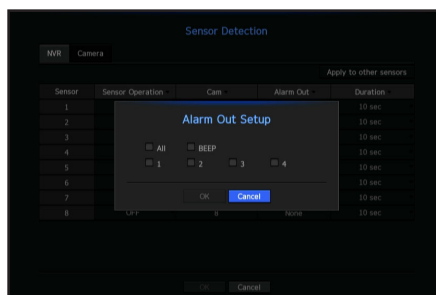 Sensor Detection
NVR Camera
Apply to other sensors
Sensor Sensor Operation Cam Alarm Out Duration
1 10 sec
2 10 sec
3 10 sec
4 10 sec
5 10 sec
6 10 sec
7 10 sec
8 OFF 8 None 10 sec
Alarm Out Setup
All BEEP
1 2 3 4
OK Cancel
OK Cancel